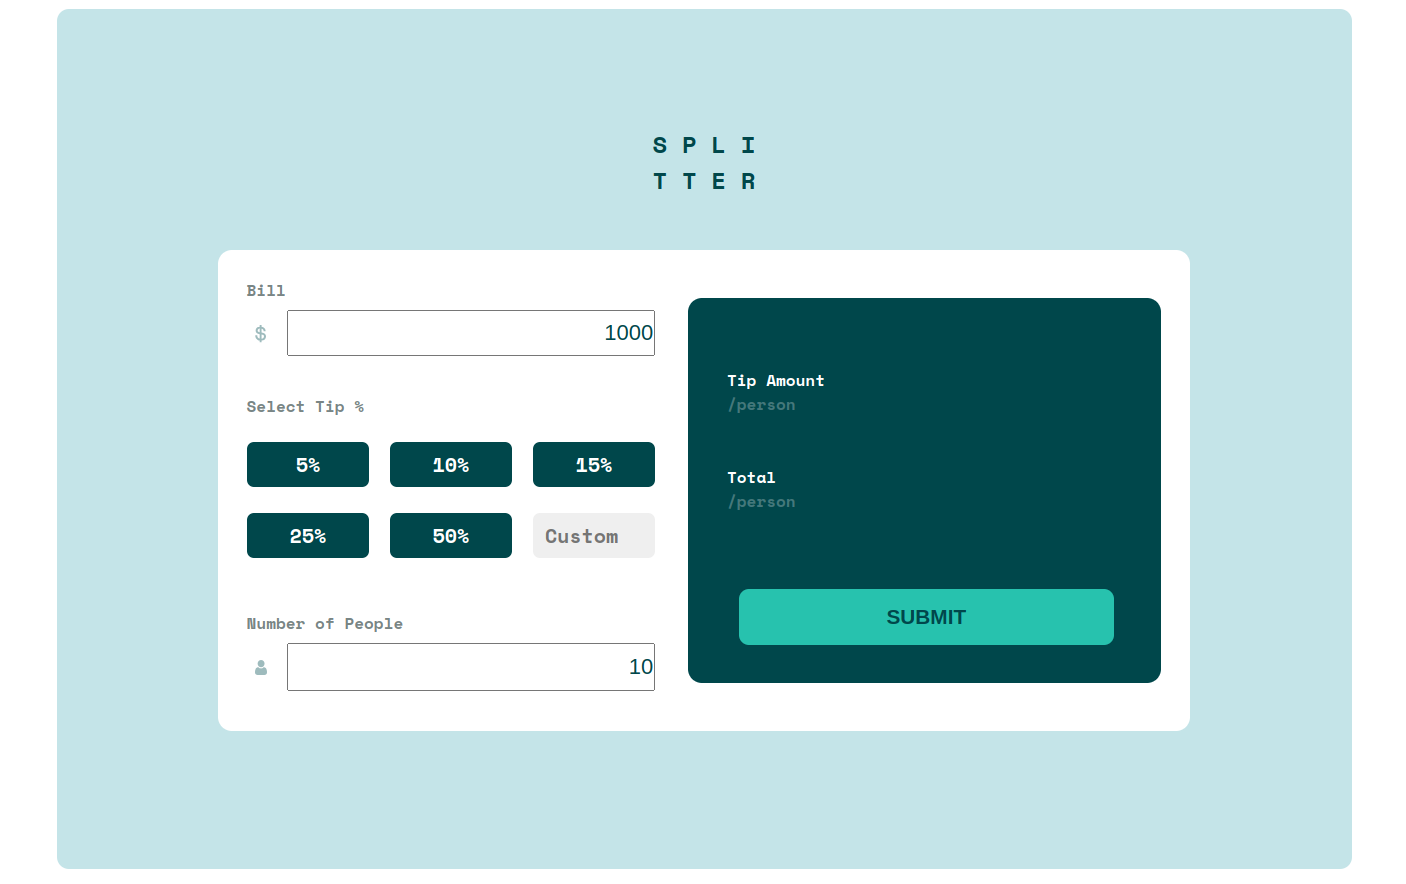 S P L I
T T E R
Bill
$
1000
Select Tip %
5%
10%
15%
25%
50%
Custom
Number of People
10
Tip Amount
/person
Total
/person
SUBMIT